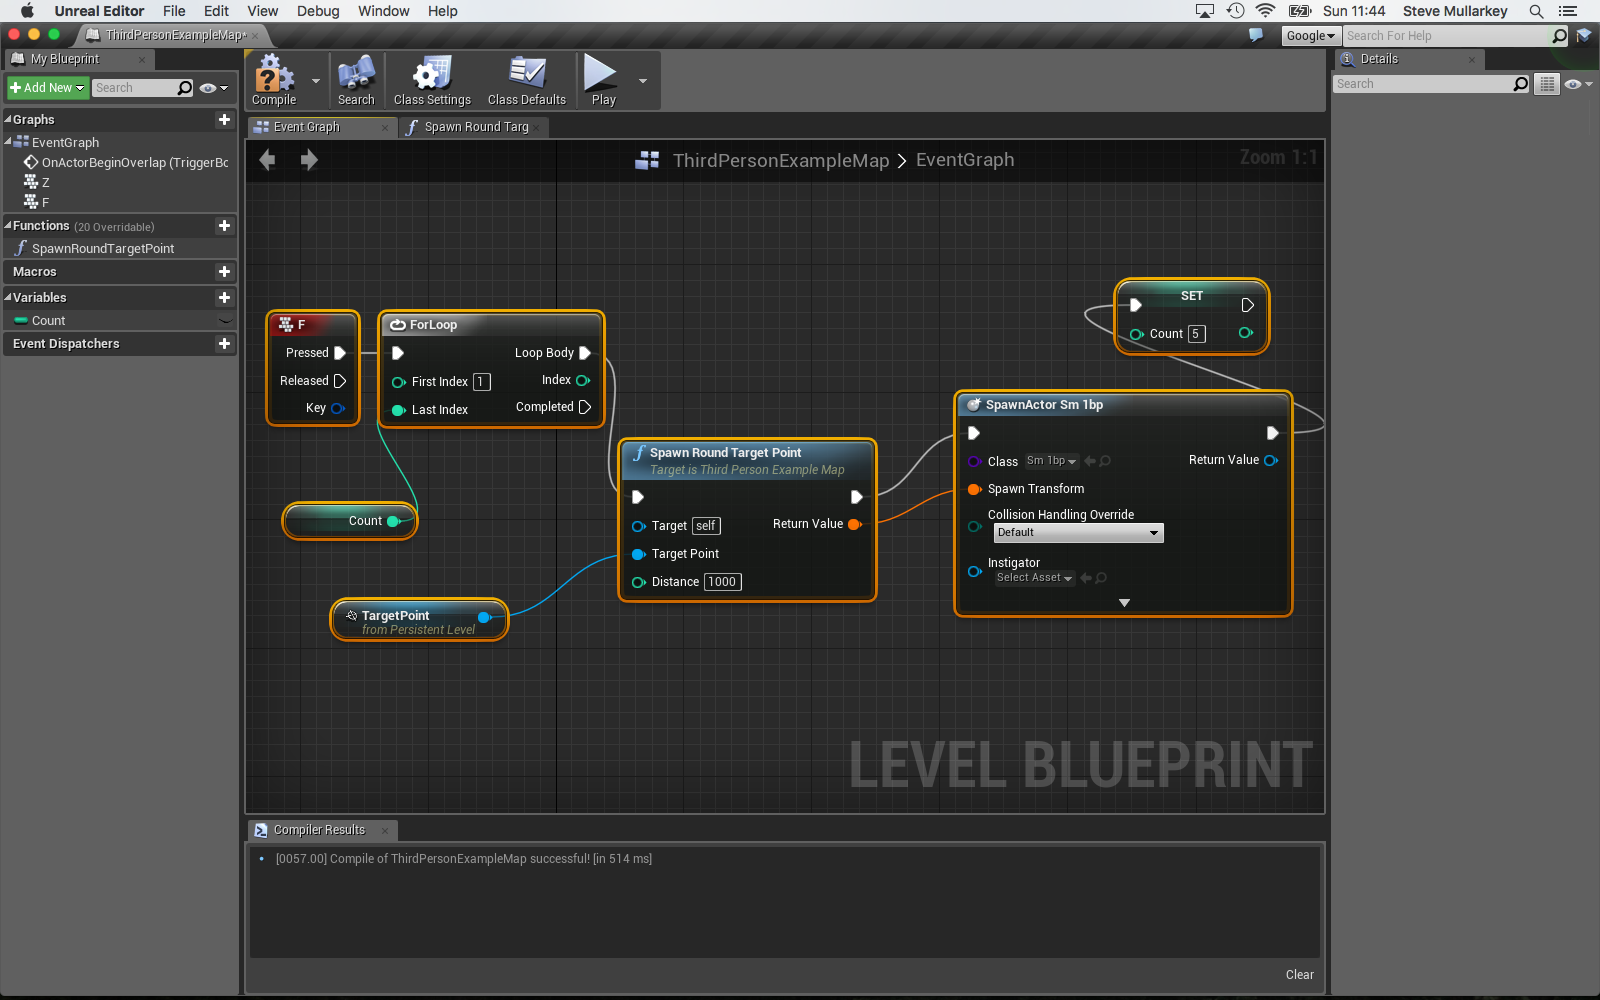 Unreal Editor File Edit View Debug Window Help Sun 11:44 Steve Mullarkey
ThirdPersonExampleMap*
Google Search For Help
My Blueprint
Add New Search
Graphs
EventGraph
OnActorBeginOverlap (TriggerBo
Z
F
Functions (20 Overridable)
SpawnRoundTargetPoint
Macros
Variables
Count
Event Dispatchers
Compile Search Class Settings Class Defaults Play
Event Graph Spawn Round Targ
ThirdPersonExampleMap > EventGraph
Zoom 1:1
F
Pressed
Released
Key
ForLoop
Loop Body
First Index 1
Index
Last Index
Completed
Count
TargetPoint
from Persistent Level
Spawn Round Target Point
Target is Third Person Example Map
Target self
Return Value
Target Point
Distance 1000
SET
Count 5
SpawnActor Sm 1bp
Class Sm 1bp
Return Value
Spawn Transform
Collision Handling Override
Default
Instigator
Select Asset
LEVEL BLUEPRINT
Compiler Results
[0057.00] Compile of ThirdPersonExampleMap successful! [in 514 ms]
Clear
Details
Search